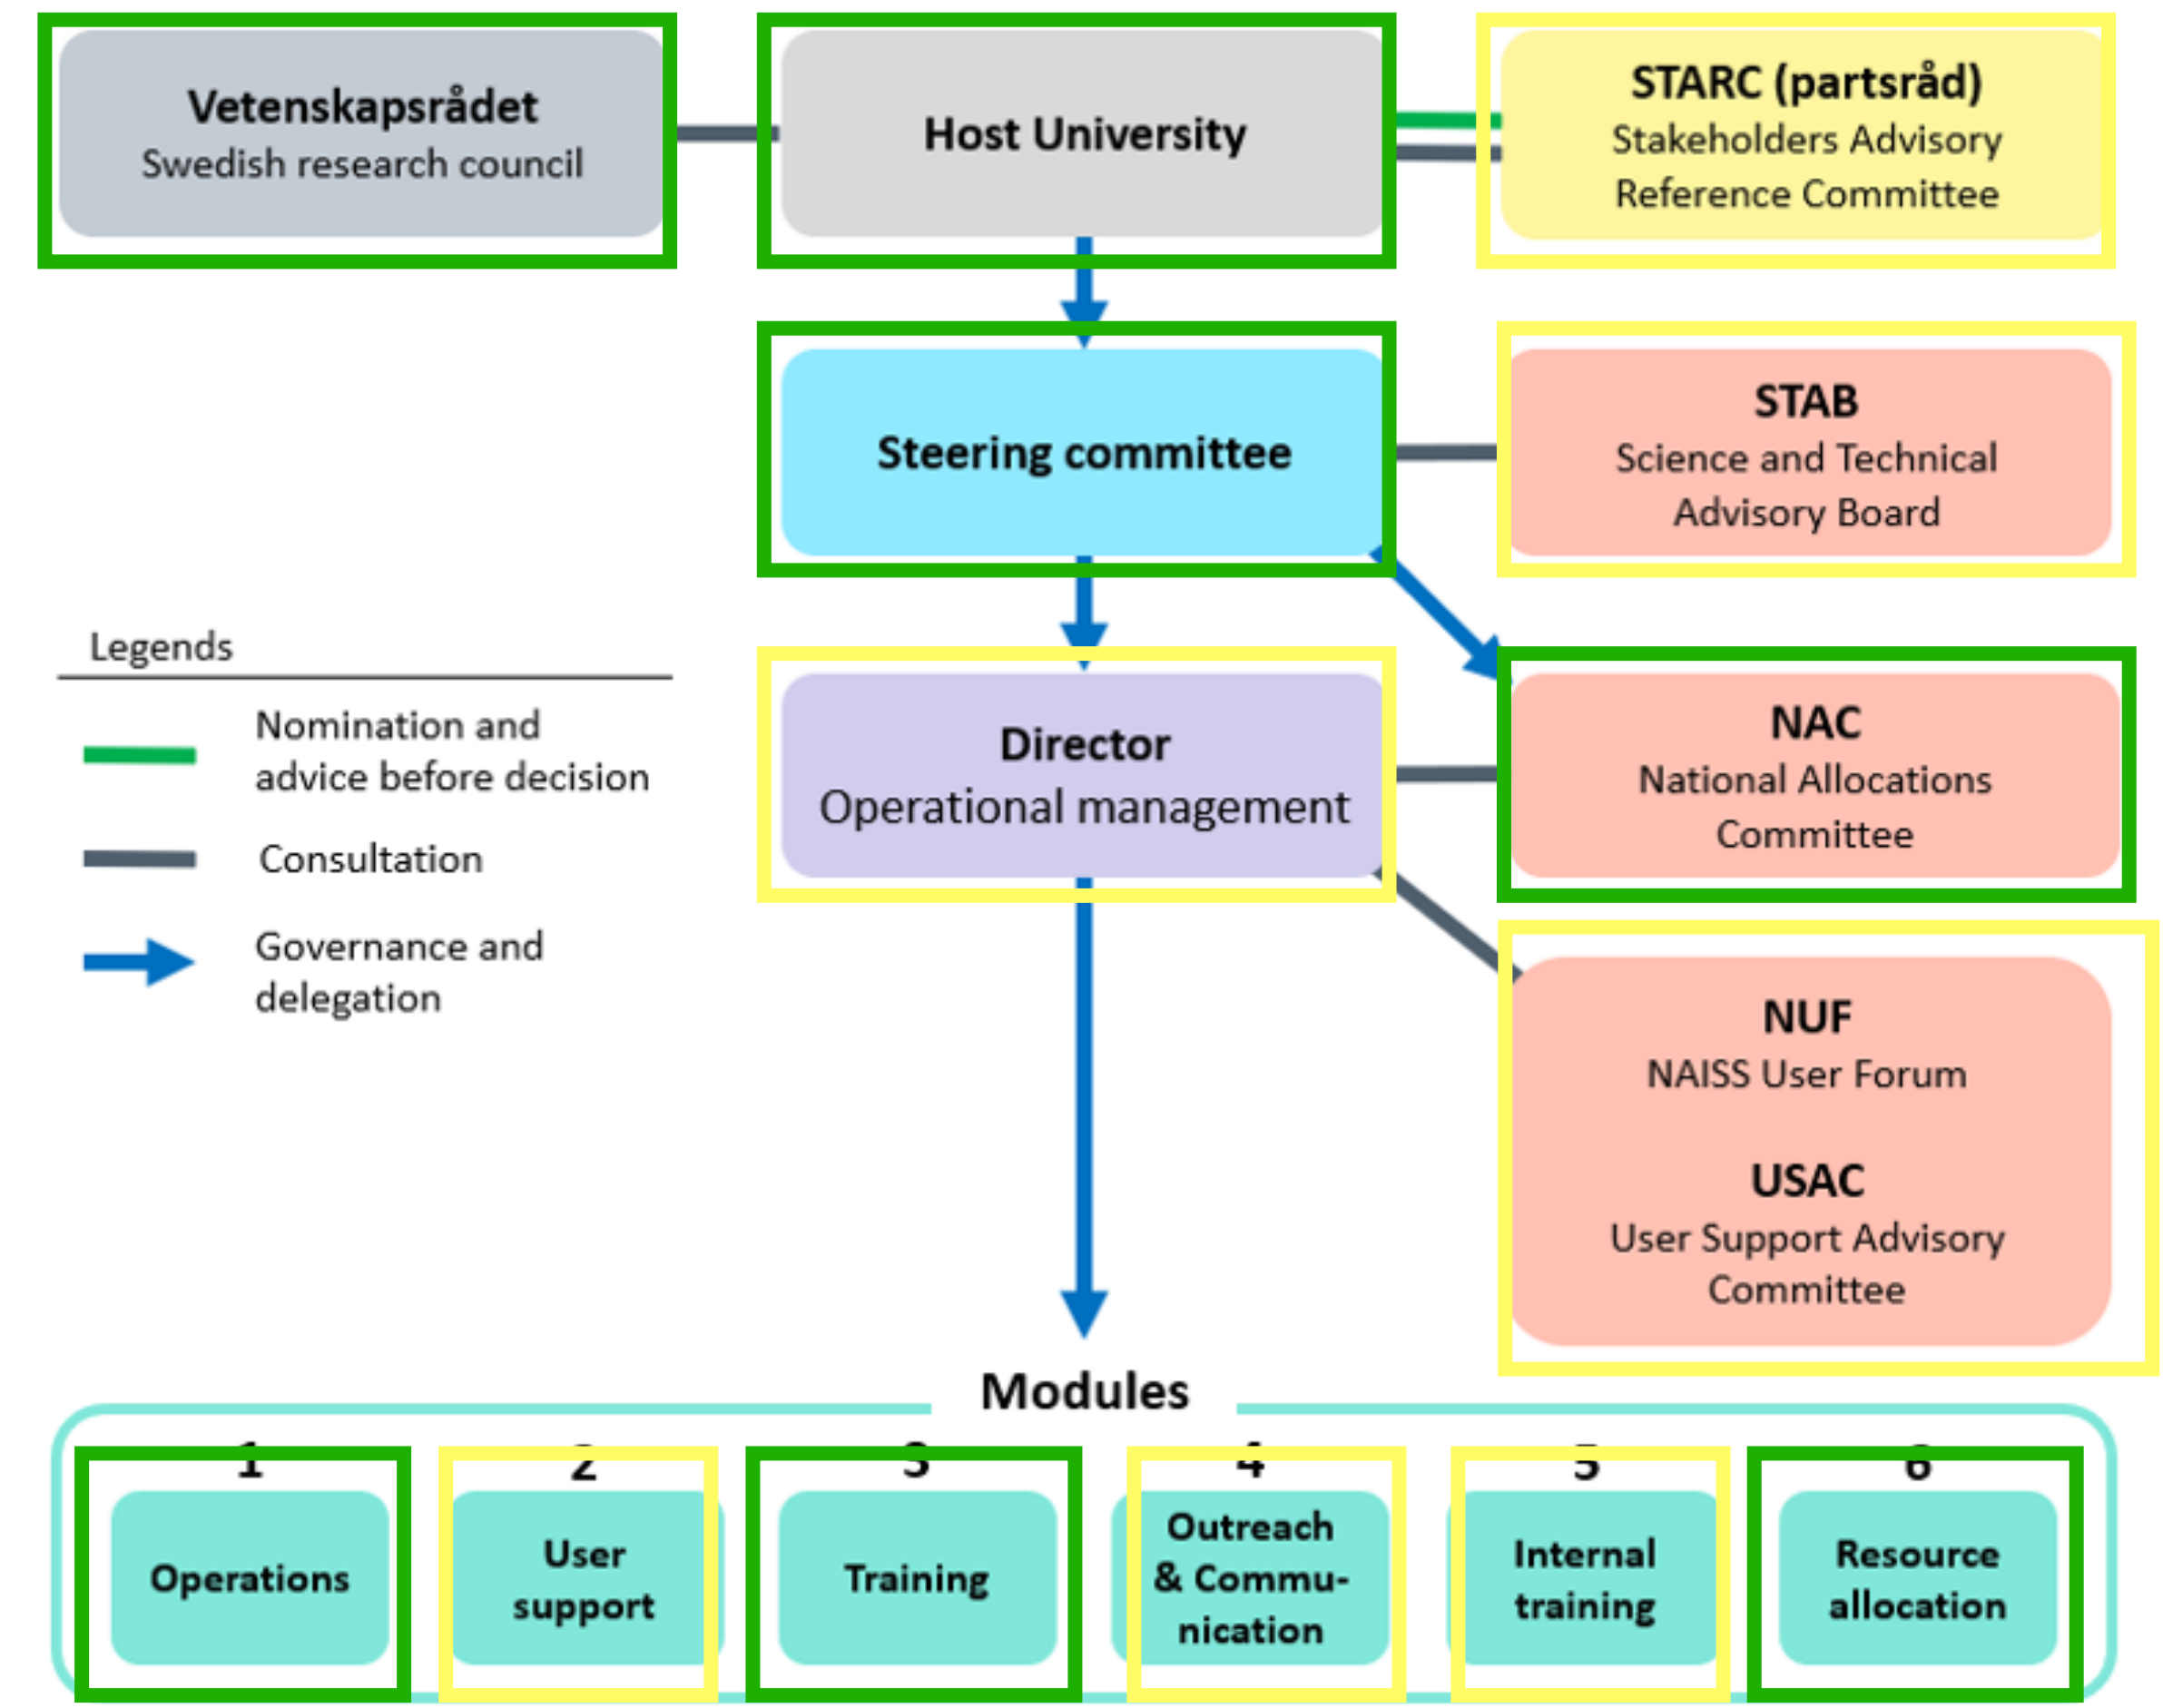 Vetenskapsrådet
Swedish research council
Host University
STARC (partsråd)
Stakeholders Advisory
Reference Committee
Steering committee
STAB
Science and Technical
Advisory Board
Legends
Nomination and
advice before decision
Consultation
Governance and
delegation
Director
Operational management
NAC
National Allocations
Committee
NUF
NAISS User Forum
USAC
User Support Advisory
Committee
Modules
1
Operations
2
User
support
3
Training
4
Outreach
& Commu-
nication
5
Internal
training
6
Resource
allocation